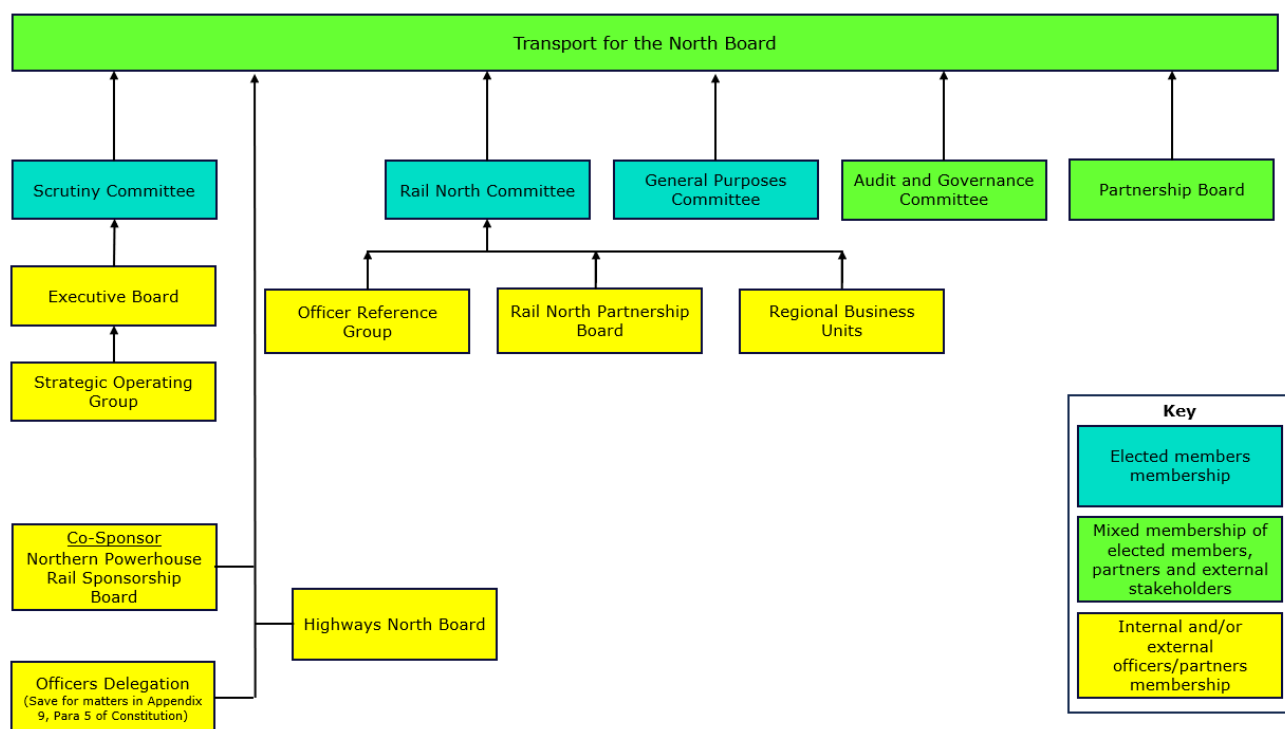 Transport for the North Board
Scrutiny Committee
Rail North Committee
General Purposes
Committee
Audit and Governance
Committee
Partnership Board
Executive Board
Officer Reference
Group
Rail North Partnership
Board
Regional Business
Units
Strategic Operating
Group
Co-Sponsor
Northern Powerhouse
Rail Sponsorship
Board
Highways North Board
Officers Delegation
(Save for matters in Appendix
9, Para 5 of Constitution)
Key
Elected members
membership
Mixed membership of
elected members,
partners and external
stakeholders
Internal and/or
external
officers/partners
membership